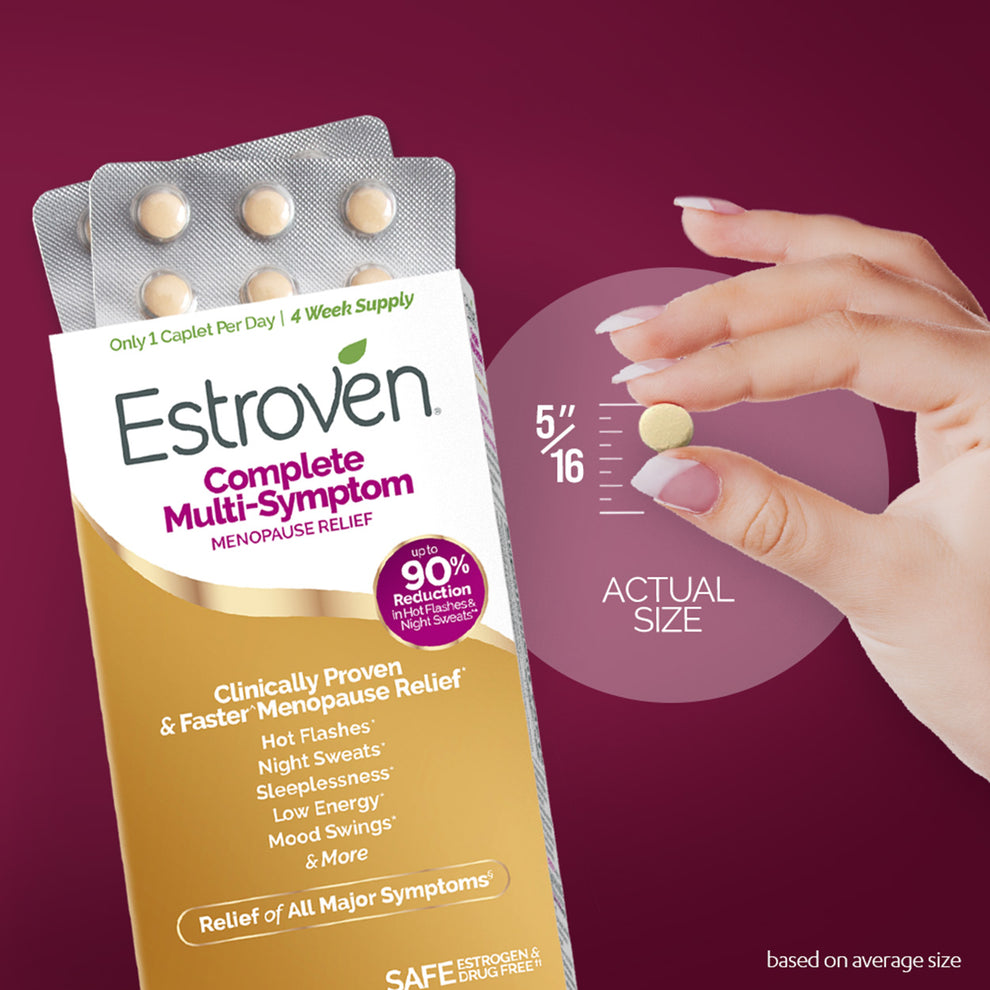 Only 1 Caplet Per Day | 4 Week Supply
Estroven®
Complete
Multi-Symptom
MENOPAUSE RELIEF
up to
90%
Reduction
in Hot Flashes &
Night Sweats**
Clinically Proven
& Faster^ Menopause Relief*
Hot Flashes*
Night Sweats*
Sleeplessness*
Low Energy*
Mood Swings*
& More
Relief of All Major Symptoms§
SAFE ESTROGEN &
DRUG FREE††
5"/16
ACTUAL
SIZE
based on average size